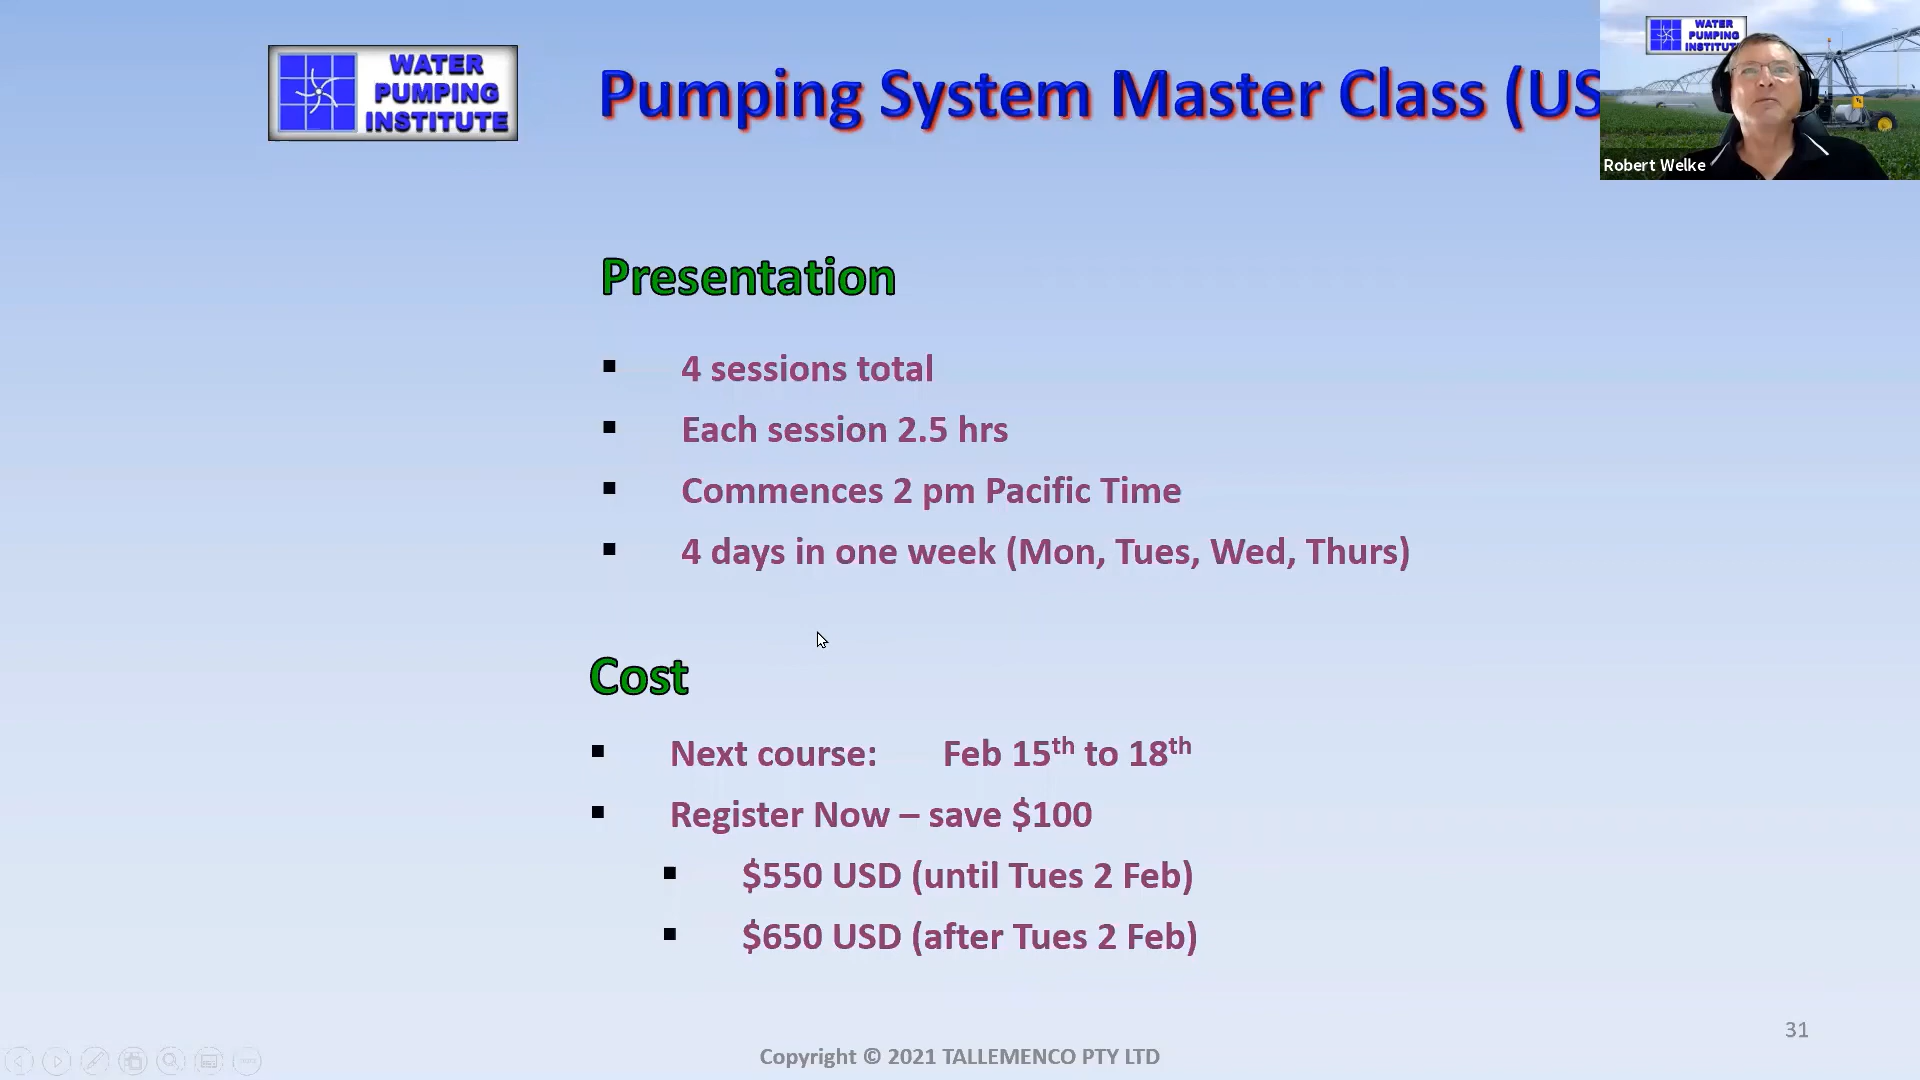 WATER
PUMPING
INSTITUTE
Pumping System Master Class (US
WATER
PUMPING
INSTITUT
Robert Welke
Presentation
4 sessions total
Each session 2.5 hrs
Commences 2 pm Pacific Time
4 days in one week (Mon, Tues, Wed, Thurs)
Cost
Next course: Feb 15th to 18th
Register Now – save $100
$550 USD (until Tues 2 Feb)
$650 USD (after Tues 2 Feb)
31
Copyright © 2021 TALLEMENCO PTY LTD